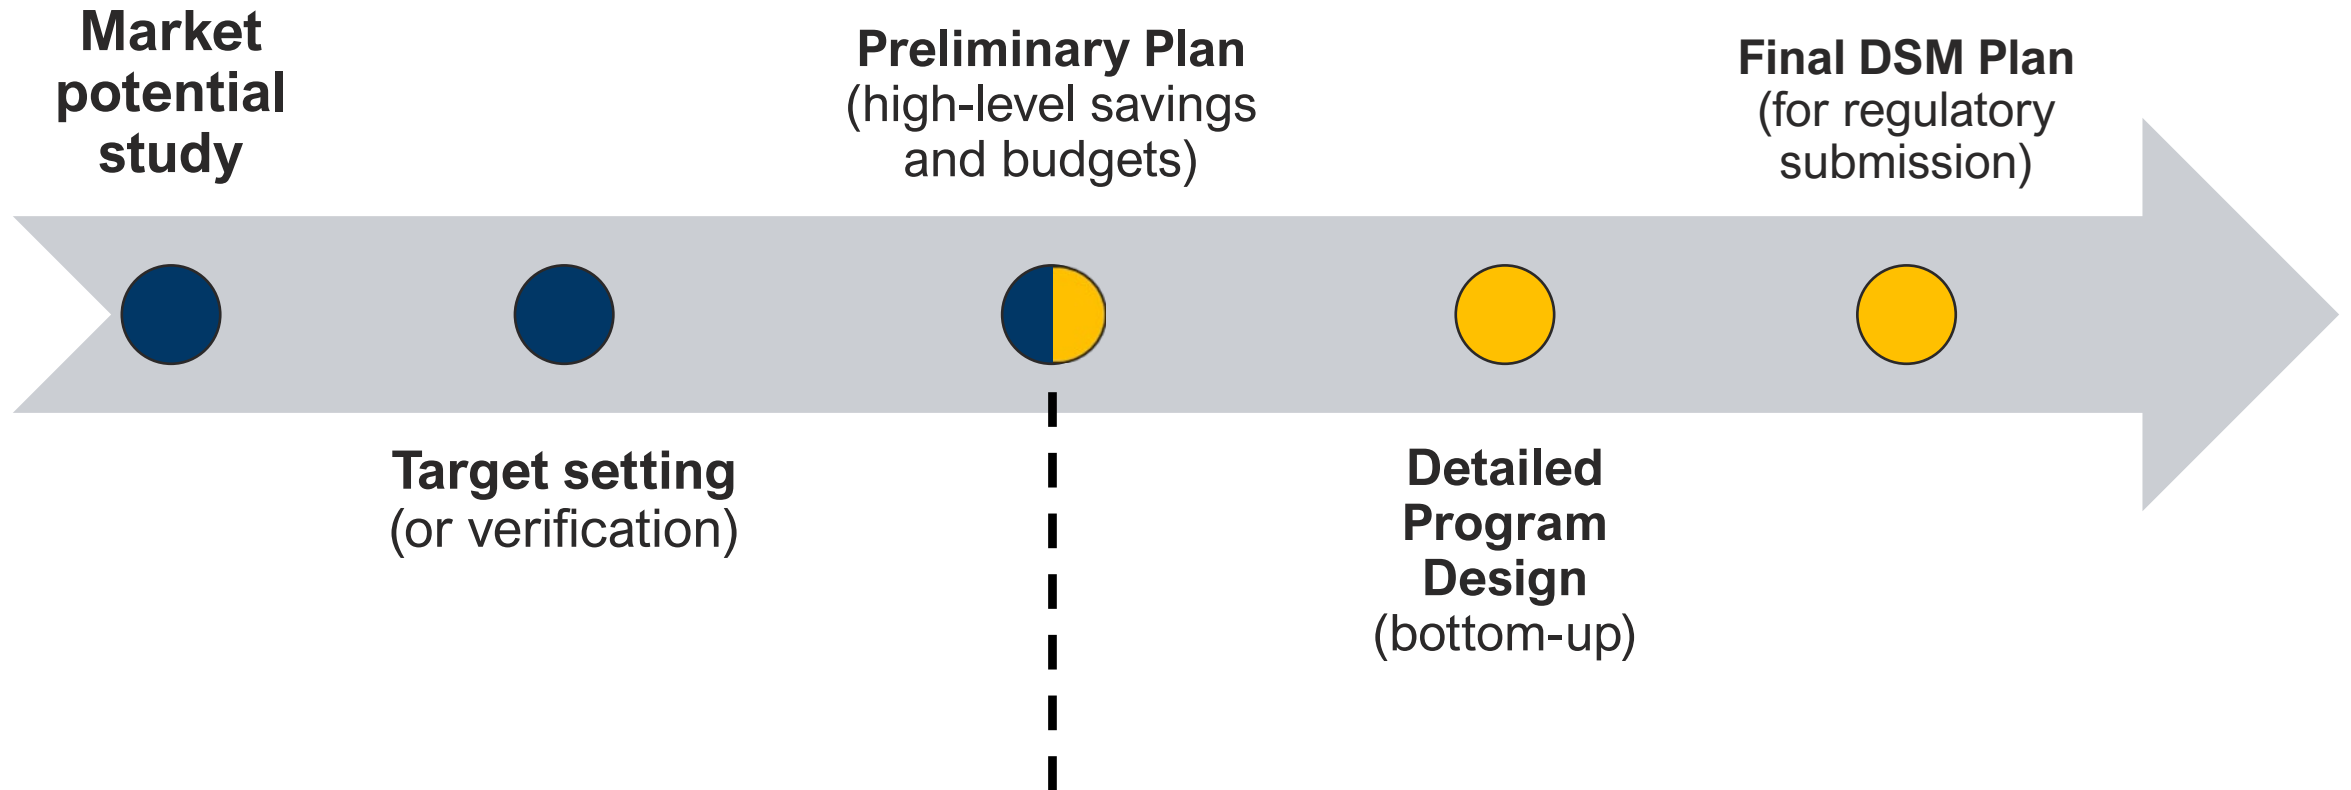 Market
potential
study
Target setting
(or verification)
Preliminary Plan
(high-level savings
and budgets)
Detailed
Program
Design
(bottom-up)
Final DSM Plan
(for regulatory
submission)